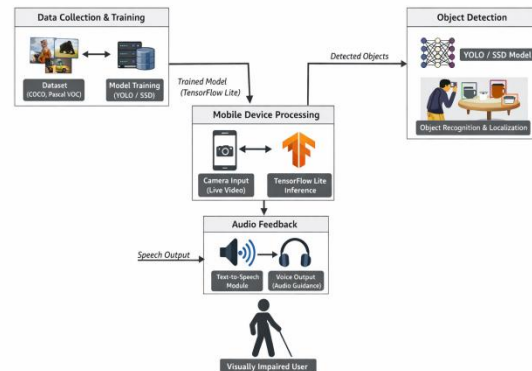 Data Collection & Training
Dataset
(COCO, Pascal VOC)
Model Training
(YOLO / SSD)
Trained Model
(TensorFlow Lite)
Detected Objects
Object Detection
YOLO / SSD Model
Object Recognition & Localization
Mobile Device Processing
Camera Input
(Live Video)
TensorFlow Lite
Inference
Audio Feedback
Speech Output
Text-to-Speech
Module
Voice Output
(Audio Guidance)
Visually Impaired User